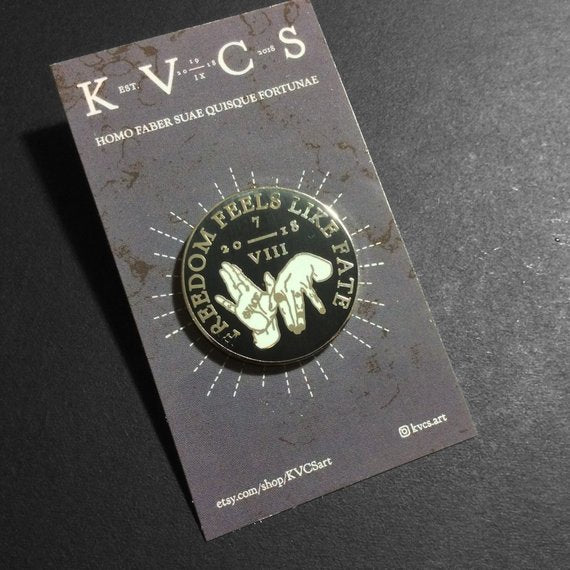 K V C S
EST. 20 19 18 2018
IX
HOMO FABER SUAE QUISQUE FORTUNAE
FREEDOM FEELS LIKE FATE
7
20 — 18
VIII
kvcs.art
etsy.com/shop/KVCSart